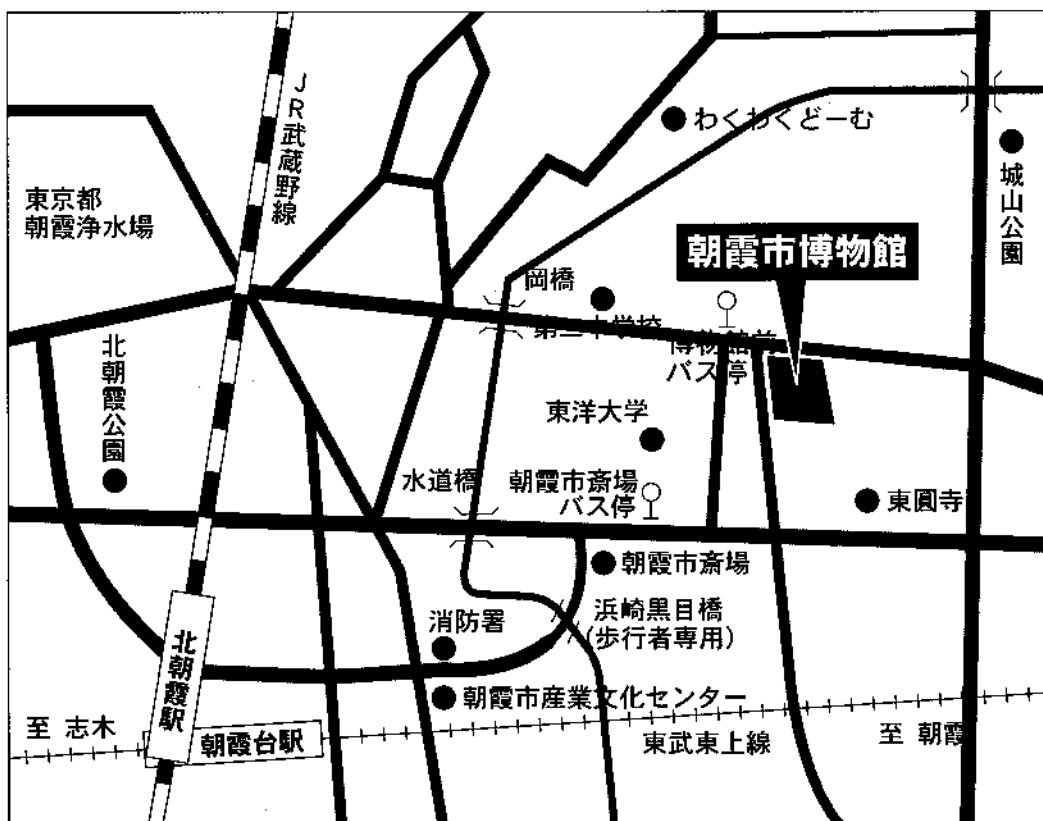 JR武蔵野線
わくわくどーむ
城山公園
東京都
朝霞浄水場
朝霞市博物館
岡橋
第二中学校
博物館前
バス停
北朝霞公園
東洋大学
水道橋
朝霞市斎場
バス停
東圓寺
朝霞市斎場
浜崎黒目橋
(歩行者専用)
消防署
北朝霞駅
朝霞市産業文化センター
至 志木
朝霞台駅
東武東上線
至 朝霞